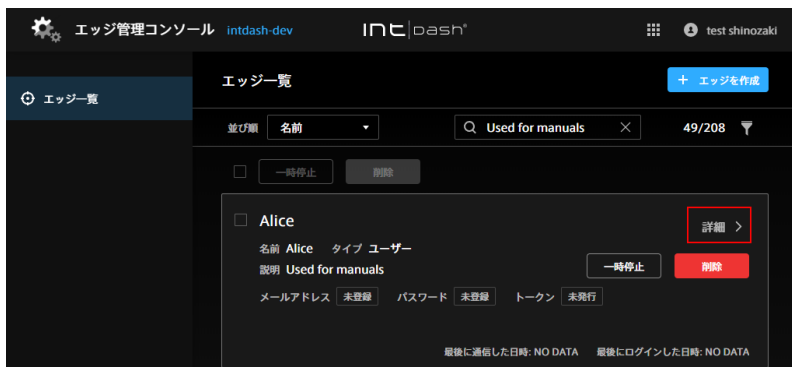 エッジ管理コンソール intdash-dev intdash® test shinozaki
エッジ一覧
エッジ一覧 + エッジを作成
並び順 名前 Used for manuals 49/208
一時停止 削除
Alice 詳細
名前 Alice タイプ ユーザー
説明 Used for manuals 一時停止 削除
メールアドレス 未登録 パスワード 未登録 トークン 未発行
最後に通信した日時: NO DATA 最後にログインした日時: NO DATA